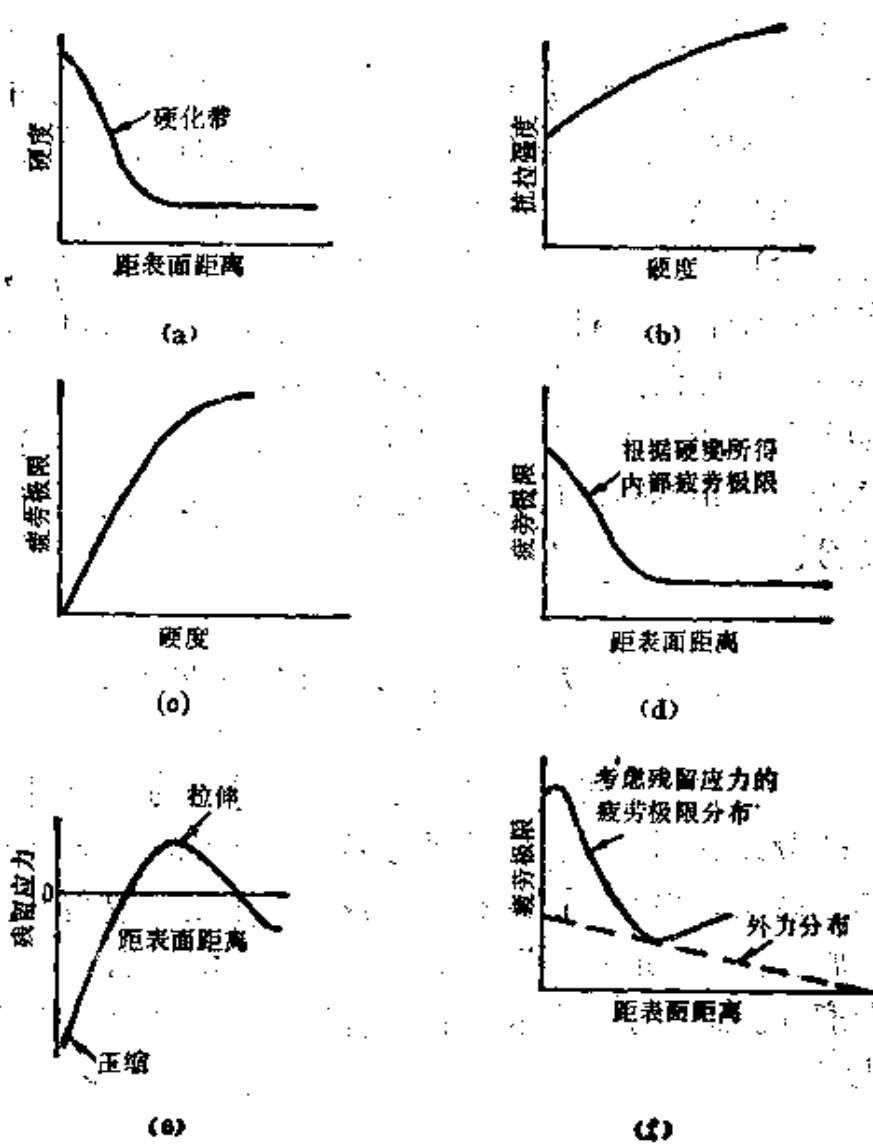 硬度
硬化带
距表面距离
(a)
抗拉强度
硬度
(b)
疲劳极限
硬度
(c)
疲劳极限
根据硬度所得
内部疲劳极限
距表面距离
(d)
残留应力
0
拉伸
距表面距离
压缩
(e)
疲劳极限
考虑残留应力的
疲劳极限分布
外力分布
距表面距离
(f)